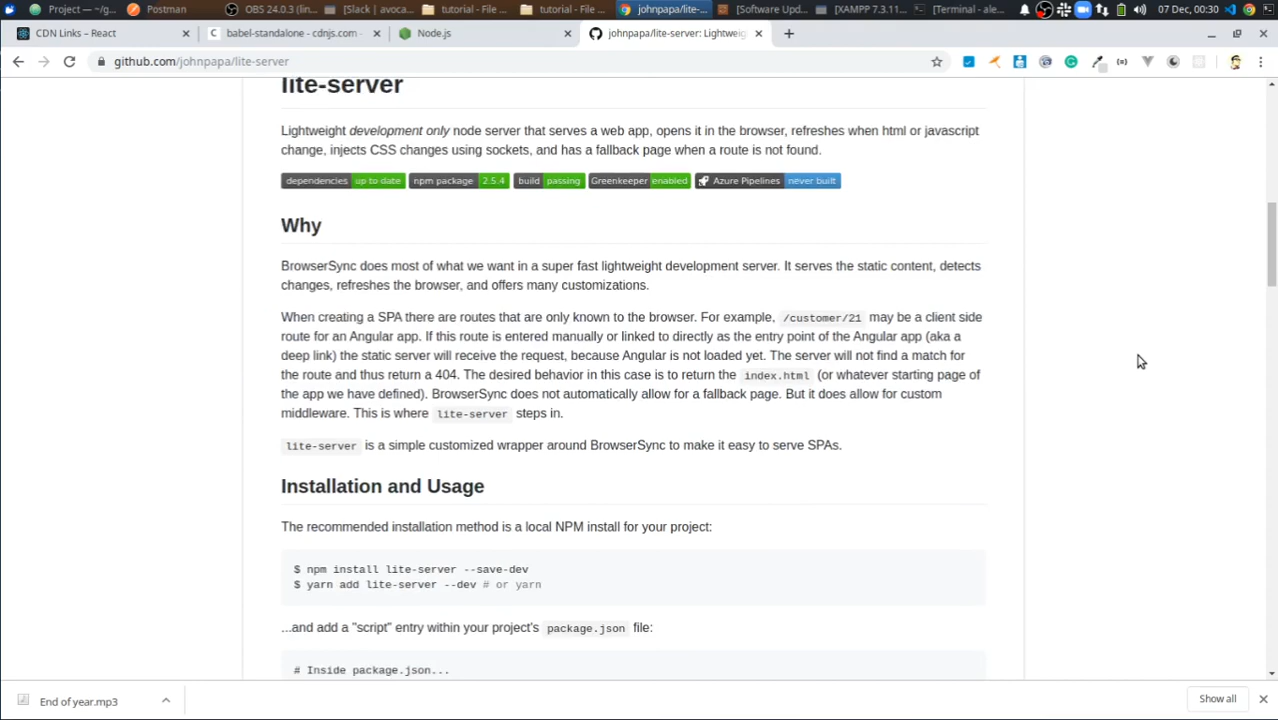 Project — ~/g...
Postman
OBS 24.0.3 (lin...
[Slack | avoca...
tutorial - File ...
tutorial - File ...
johnpapa/lite-...
[Software Upd...
[XAMPP 7.3.11...
[Terminal - ale...
07 Dec, 00:30
CDN Links – React
babel-standalone - cdnjs.com -
Node.js
johnpapa/lite-server: Lightweig
github.com/johnpapa/lite-server
lite-server
Lightweight development only node server that serves a web app, opens it in the browser, refreshes when html or javascript
change, injects CSS changes using sockets, and has a fallback page when a route is not found.
dependencies up to date npm package 2.5.4 build passing Greenkeeper enabled Azure Pipelines never built
Why
BrowserSync does most of what we want in a super fast lightweight development server. It serves the static content, detects
changes, refreshes the browser, and offers many customizations.
When creating a SPA there are routes that are only known to the browser. For example, /customer/21 may be a client side
route for an Angular app. If this route is entered manually or linked to directly as the entry point of the Angular app (aka a
deep link) the static server will receive the request, because Angular is not loaded yet. The server will not find a match for
the route and thus return a 404. The desired behavior in this case is to return the index.html (or whatever starting page of
the app we have defined). BrowserSync does not automatically allow for a fallback page. But it does allow for custom
middleware. This is where lite-server steps in.
lite-server is a simple customized wrapper around BrowserSync to make it easy to serve SPAs.
Installation and Usage
The recommended installation method is a local NPM install for your project:
$ npm install lite-server --save-dev
$ yarn add lite-server --dev # or yarn
...and add a "script" entry within your project's package.json file:
# Inside package.json...
End of year.mp3
Show all